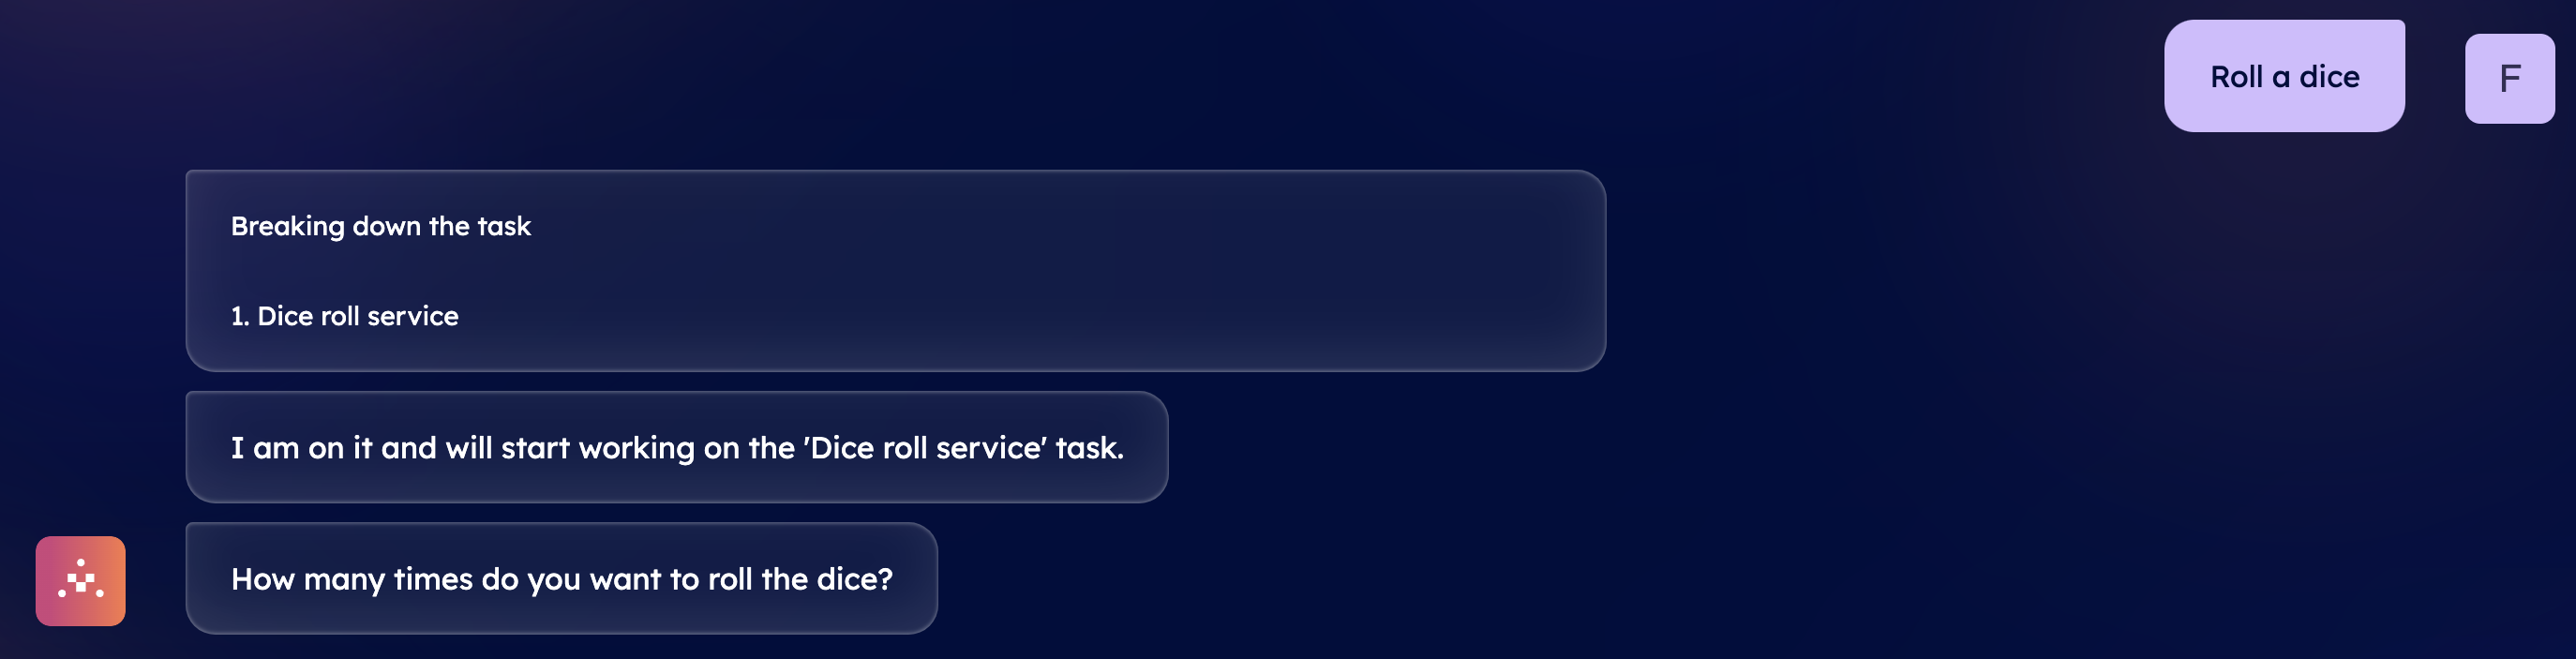 Roll a dice
F
Breaking down the task
1. Dice roll service
I am on it and will start working on the 'Dice roll service' task.
How many times do you want to roll the dice?